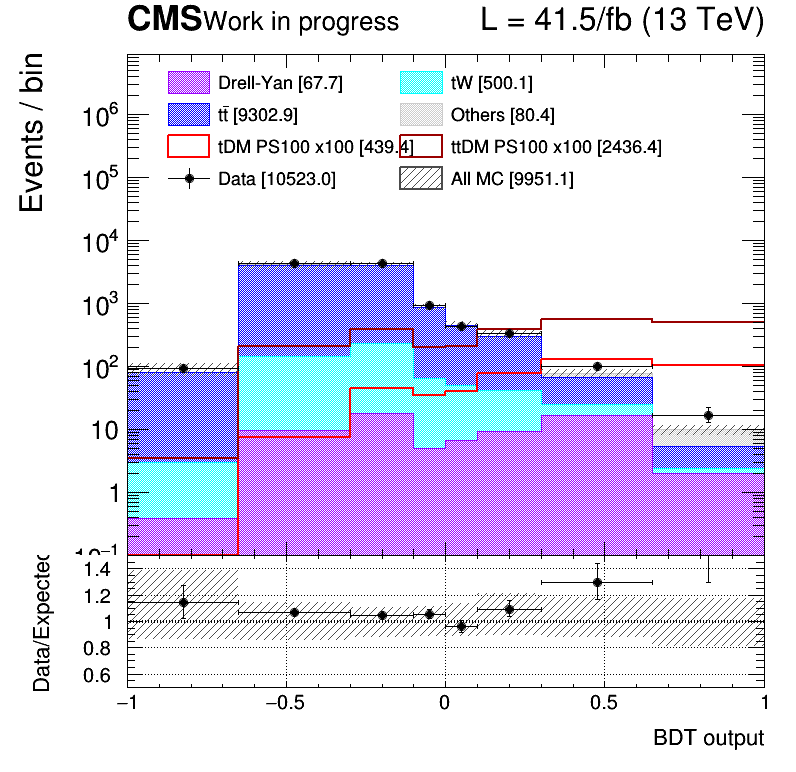 CMS Work in progress L = 41.5/fb (13 TeV)
Events / bin
Drell-Yan [67.7] tW [500.1]
tt̄ [9302.9] Others [80.4]
tDM PS100 x100 [439.4] ttDM PS100 x100 [2436.4]
Data [10523.0] All MC [9951.1]
10⁶
10⁵
10⁴
10³
10²
10
1
10⁻¹
Data/Expected
1.4
1.2
1
0.8
0.6
−1 −0.5 0 0.5 1
BDT output